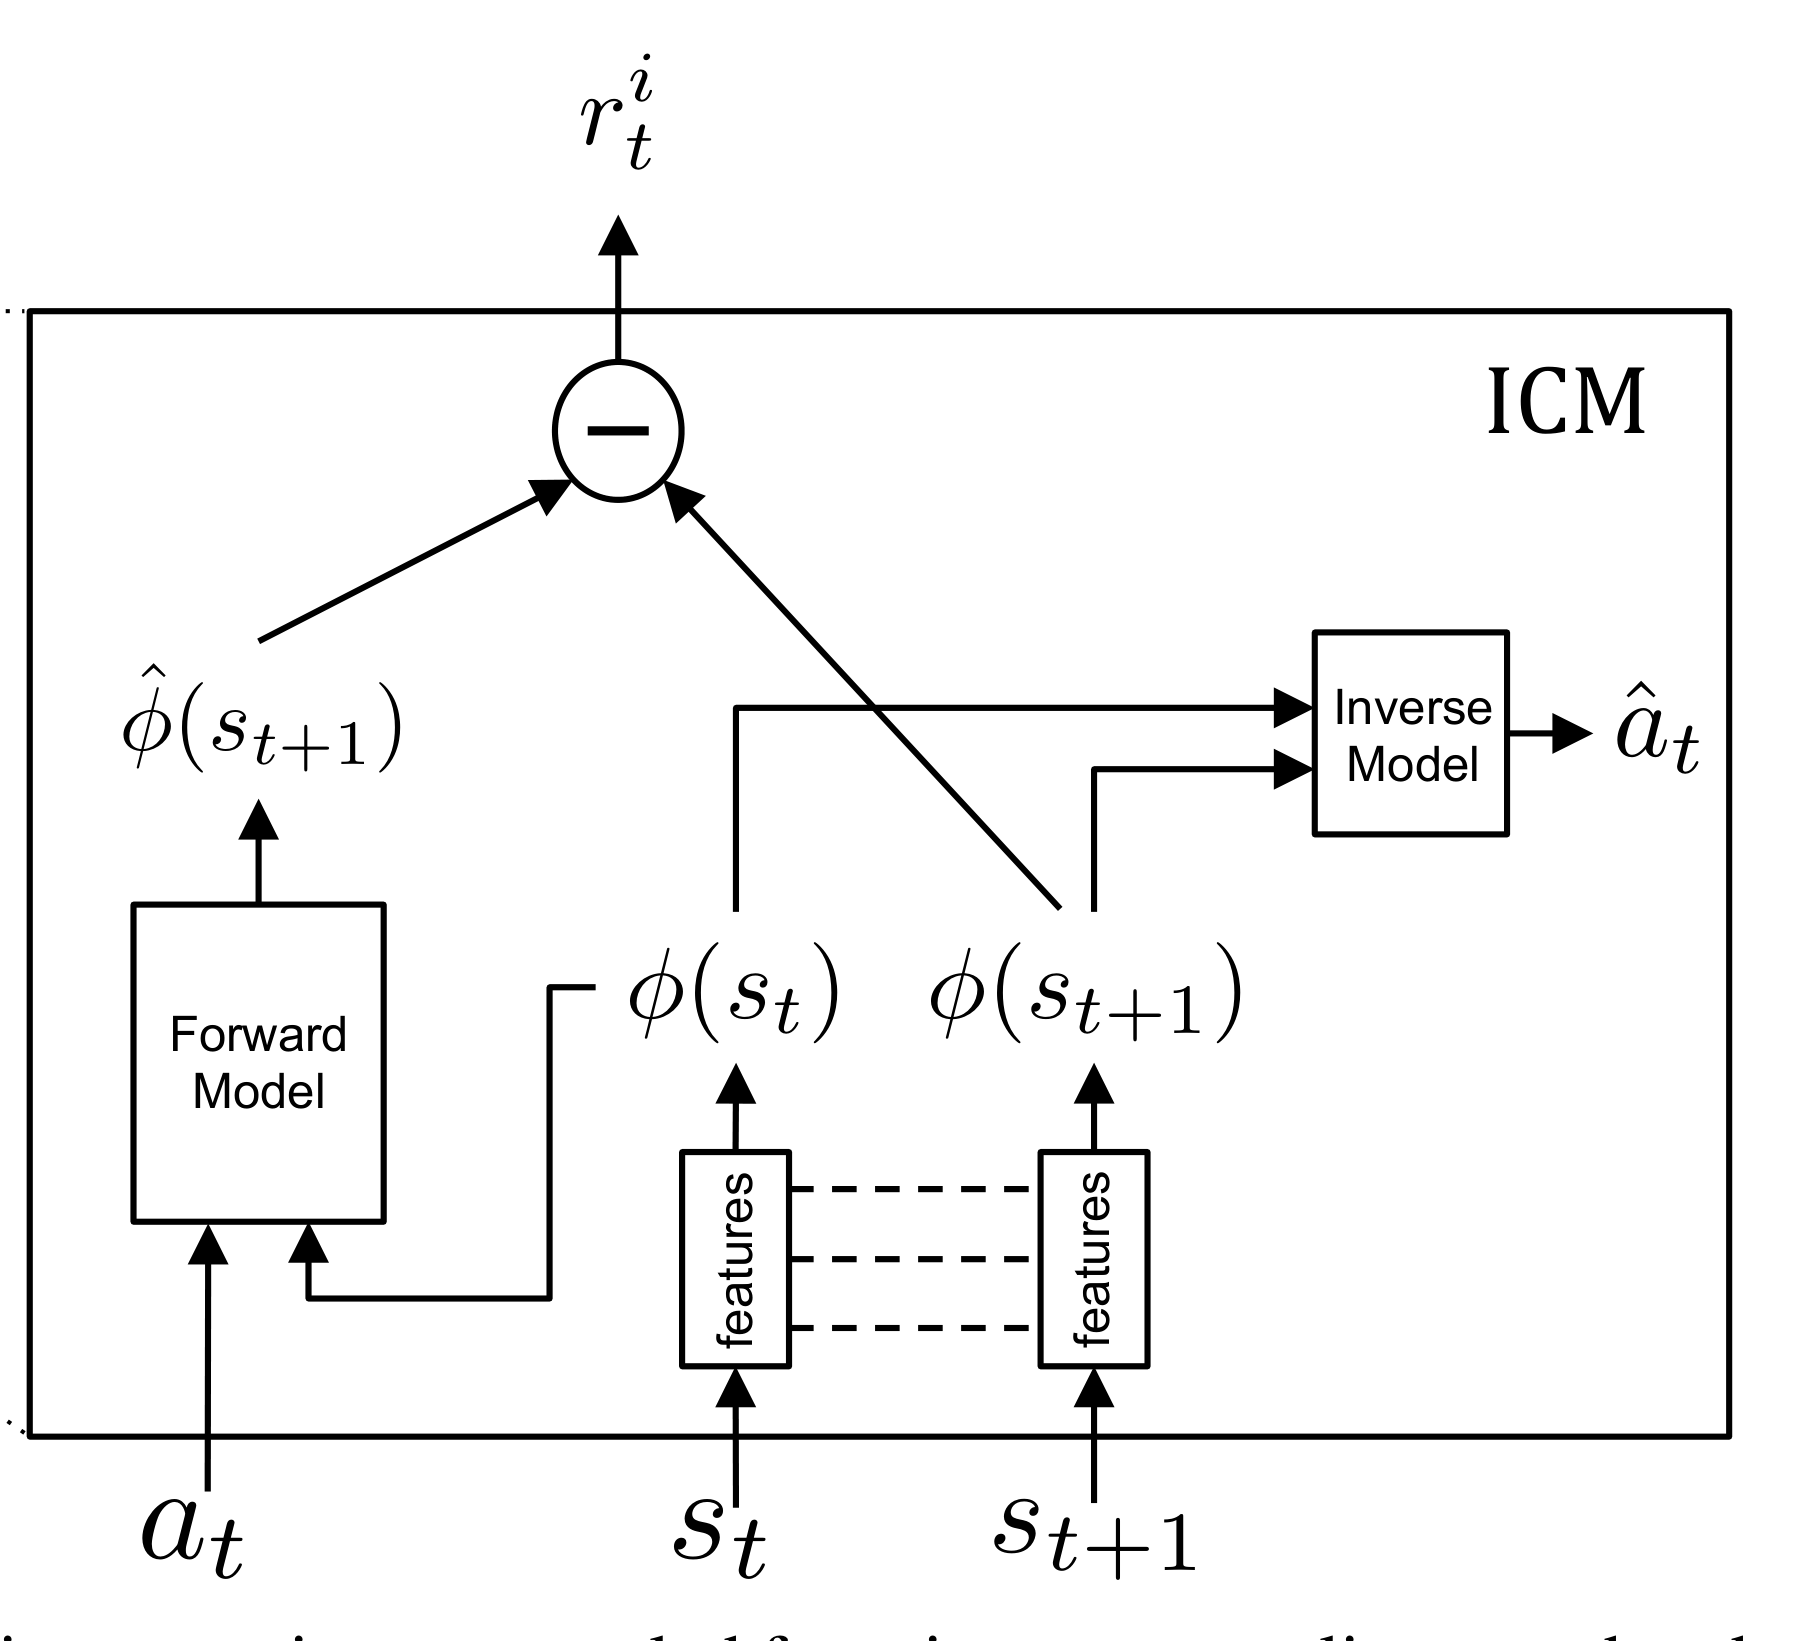 r_t^i
ICM
Inverse
Model
â_t
ϕ̂(s_{t+1})
Forward
Model
ϕ(s_t)
ϕ(s_{t+1})
features
features
a_t
s_t
s_{t+1}